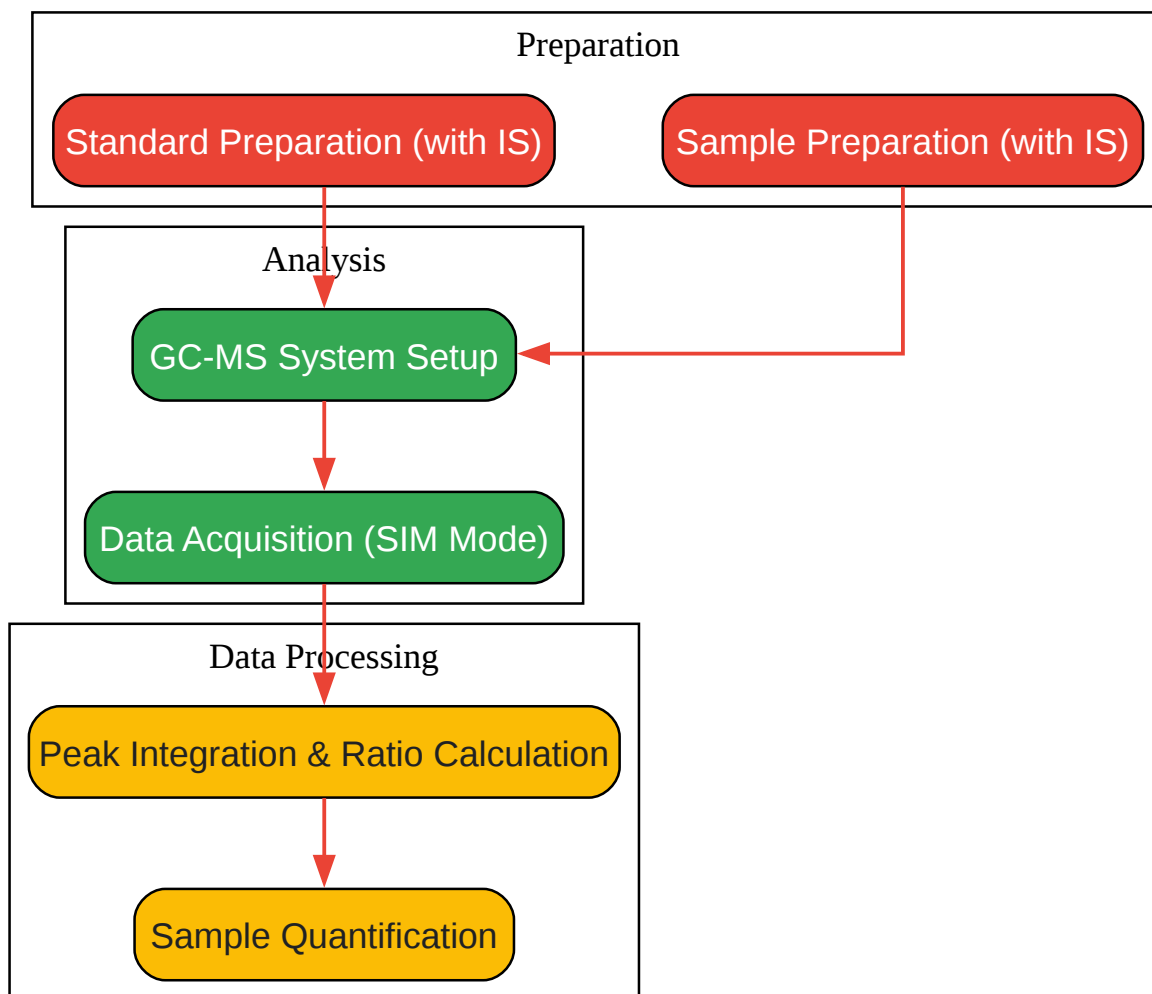 Preparation
Standard Preparation (with IS)
Sample Preparation (with IS)
Analysis
GC-MS System Setup
Data Acquisition (SIM Mode)
Data Processing
Peak Integration & Ratio Calculation
Sample Quantification